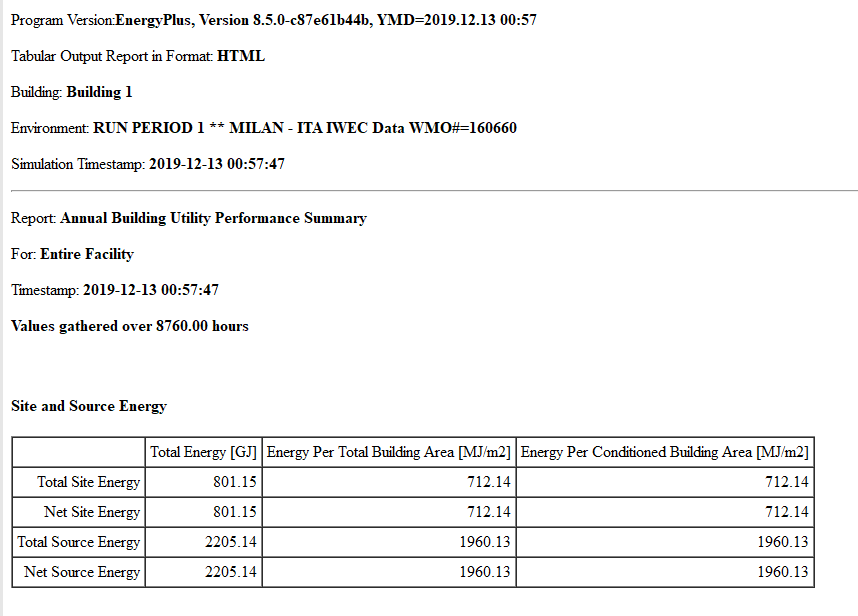 Program Version:EnergyPlus, Version 8.5.0-c87e61b44b, YMD=2019.12.13 00:57
Tabular Output Report in Format: HTML
Building: Building 1
Environment: RUN PERIOD 1 ** MILAN - ITA IWEC Data WMO#=160660
Simulation Timestamp: 2019-12-13 00:57:47
Report: Annual Building Utility Performance Summary
For: Entire Facility
Timestamp: 2019-12-13 00:57:47
Values gathered over 8760.00 hours
Site and Source Energy
Total Energy [GJ] Energy Per Total Building Area [MJ/m2] Energy Per Conditioned Building Area [MJ/m2]
Total Site Energy 801.15 712.14 712.14
Net Site Energy 801.15 712.14 712.14
Total Source Energy 2205.14 1960.13 1960.13
Net Source Energy 2205.14 1960.13 1960.13